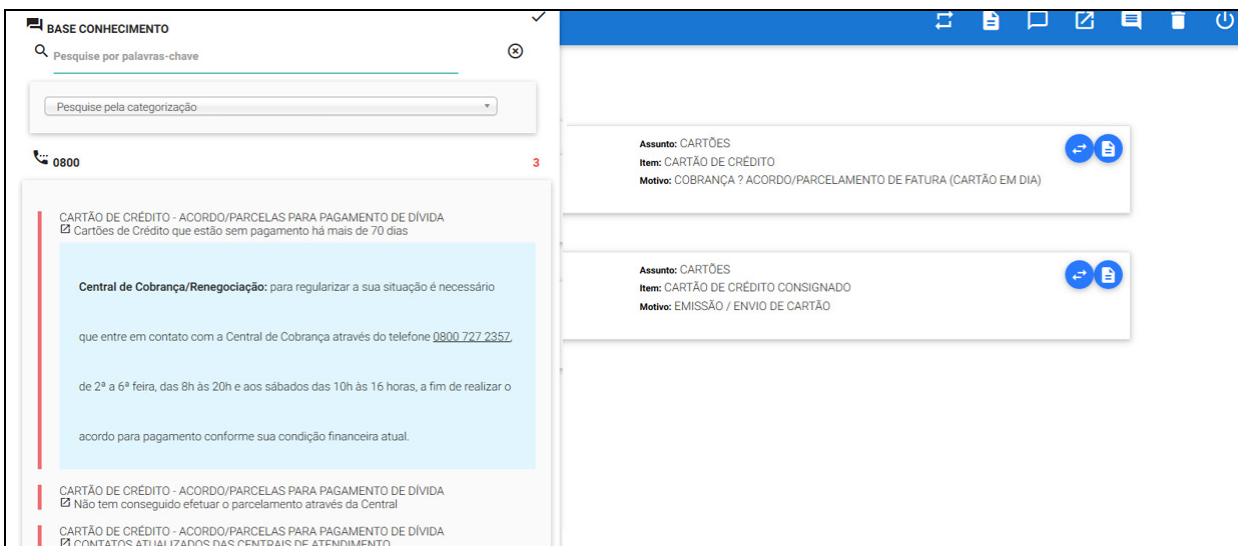 BASE CONHECIMENTO
Pesquise por palavras-chave
Pesquise pela categorização
0800 3
CARTÃO DE CRÉDITO - ACORDO/PARCELAS PARA PAGAMENTO DE DÍVIDA
Cartões de Crédito que estão sem pagamento há mais de 70 dias
Central de Cobrança/Renegociação: para regularizar a sua situação é necessário
que entre em contato com a Central de Cobrança através do telefone 0800 727 2357,
de 2ª a 6ª feira, das 8h às 20h e aos sábados das 10h às 16 horas, a fim de realizar o
acordo para pagamento conforme sua condição financeira atual.
CARTÃO DE CRÉDITO - ACORDO/PARCELAS PARA PAGAMENTO DE DÍVIDA
Não tem conseguido efetuar o parcelamento através da Central
CARTÃO DE CRÉDITO - ACORDO/PARCELAS PARA PAGAMENTO DE DÍVIDA
CONTATOS ATUALIZADOS DAS CENTRAIS DE ATENDIMENTO
Assunto: CARTÕES
Item: CARTÃO DE CRÉDITO
Motivo: COBRANÇA ? ACORDO/PARCELAMENTO DE FATURA (CARTÃO EM DIA)
Assunto: CARTÕES
Item: CARTÃO DE CRÉDITO CONSIGNADO
Motivo: EMISSÃO / ENVIO DE CARTÃO